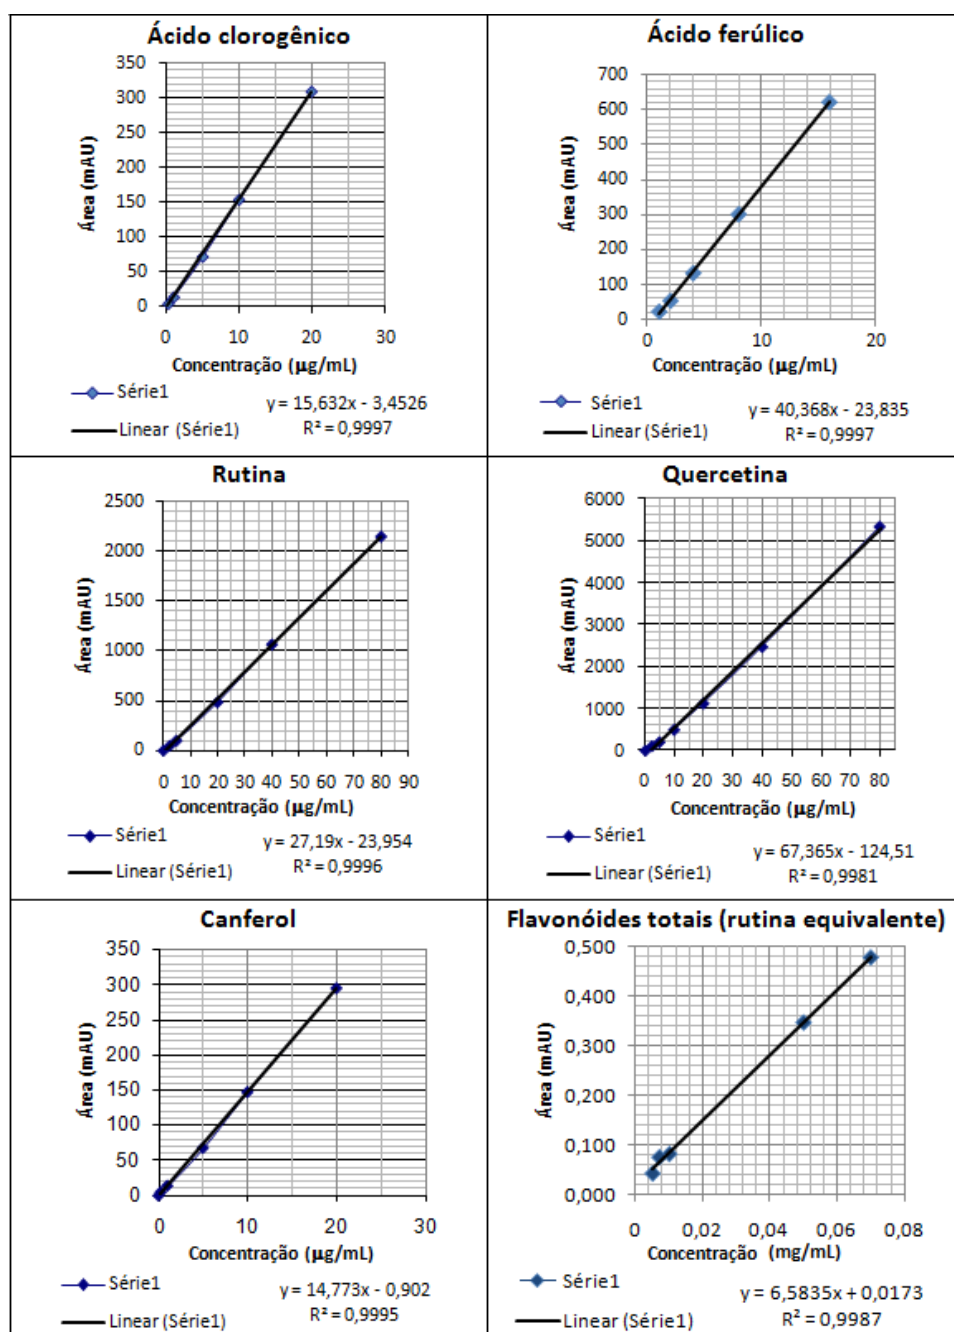 Ácido clorogênico
350
300
250
200
150
100
50
0
Área (mAU)
0 10 20 30
Concentração (µg/mL)
Série1
Linear (Série1)
y = 15,632x - 3,4526
R² = 0,9997
Ácido ferúlico
700
600
500
400
300
200
100
0
Área (mAU)
0 10 20
Concentração (µg/mL)
Série1
Linear (Série1)
y = 40,368x - 23,835
R² = 0,9997
Rutina
2500
2000
1500
1000
500
0
Área (mAU)
0 10 20 30 40 50 60 70 80 90
Concentração (µg/mL)
Série1
Linear (Série1)
y = 27,19x - 23,954
R² = 0,9996
Quercetina
6000
5000
4000
3000
2000
1000
0
Área (mAU)
0 10 20 30 40 50 60 70 80
Concentração (µg/mL)
Série1
Linear (Série1)
y = 67,365x - 124,51
R² = 0,9981
Canferol
350
300
250
200
150
100
50
0
Área (mAU)
0 10 20 30
Concentração (µg/mL)
Série1
Linear (Série1)
y = 14,773x - 0,902
R² = 0,9995
Flavonóides totais (rutina equivalente)
0,500
0,400
0,300
0,200
0,100
0,000
Área (mAU)
0 0,02 0,04 0,06 0,08
Concentração (mg/mL)
Série1
Linear (Série1)
y = 6,5835x + 0,0173
R² = 0,9987